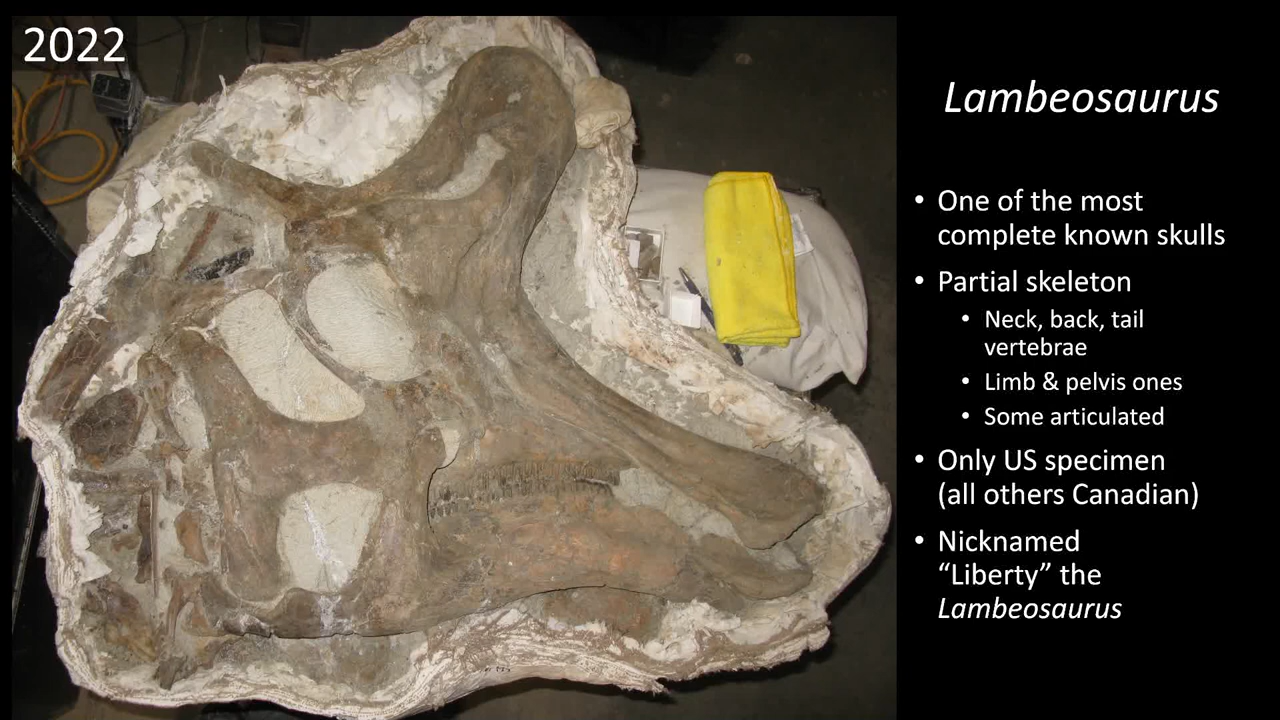 2022
Lambeosaurus
• One of the most
complete known skulls
• Partial skeleton
• Neck, back, tail
vertebrae
• Limb & pelvis ones
• Some articulated
• Only US specimen
(all others Canadian)
• Nicknamed
“Liberty” the
Lambeosaurus